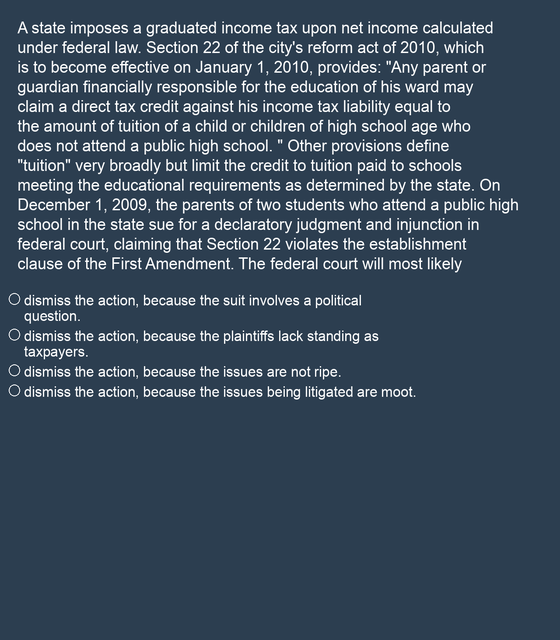 A state imposes a graduated income tax upon net income calculated
under federal law. Section 22 of the city's reform act of 2010, which
is to become effective on January 1, 2010, provides: "Any parent or
guardian financially responsible for the education of his ward may
claim a direct tax credit against his income tax liability equal to
the amount of tuition of a child or children of high school age who
does not attend a public high school. " Other provisions define
"tuition" very broadly but limit the credit to tuition paid to schools
meeting the educational requirements as determined by the state. On
December 1, 2009, the parents of two students who attend a public high
school in the state sue for a declaratory judgment and injunction in
federal court, claiming that Section 22 violates the establishment
clause of the First Amendment. The federal court will most likely
dismiss the action, because the suit involves a political
question.
dismiss the action, because the plaintiffs lack standing as
taxpayers.
dismiss the action, because the issues are not ripe.
dismiss the action, because the issues being litigated are moot.